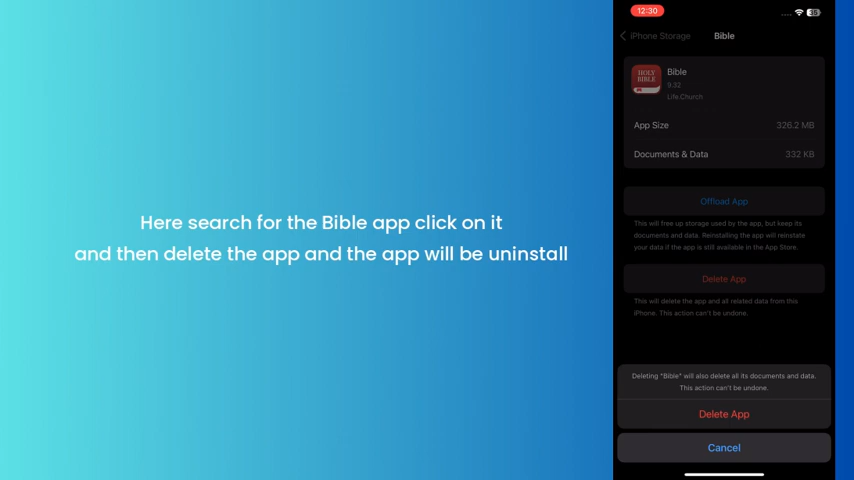 Here search for the Bible app click on it
and then delete the app and the app will be uninstall
12:30
36
iPhone Storage
Bible
HOLY
BIBLE
Bible
9.32
Life.Church
App Size
326.2 MB
Documents & Data
332 KB
Offload App
This will free up storage used by the app, but keep its
documents and data. Reinstalling the app will reinstate
your data if the app is still available in the App Store.
Delete App
This will delete the app and all related data from this
iPhone. This action can't be undone.
Deleting "Bible" will also delete all its documents and data.
This action can't be undone.
Delete App
Cancel